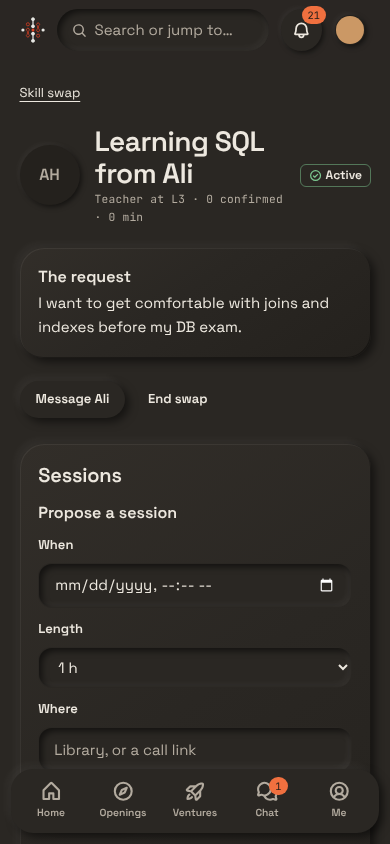 Search or jump to...
21
Skill swap
AH
Learning SQL
from Ali
Teacher at L3 · 0 confirmed
· 0 min
Active
The request
I want to get comfortable with joins and
indexes before my DB exam.
Message Ali
End swap
Sessions
Propose a session
When
mm/dd/yyyy, --:-- --
Length
1 h
Where
Library, or a call link
1
Home
Openings
Ventures
Chat
Me